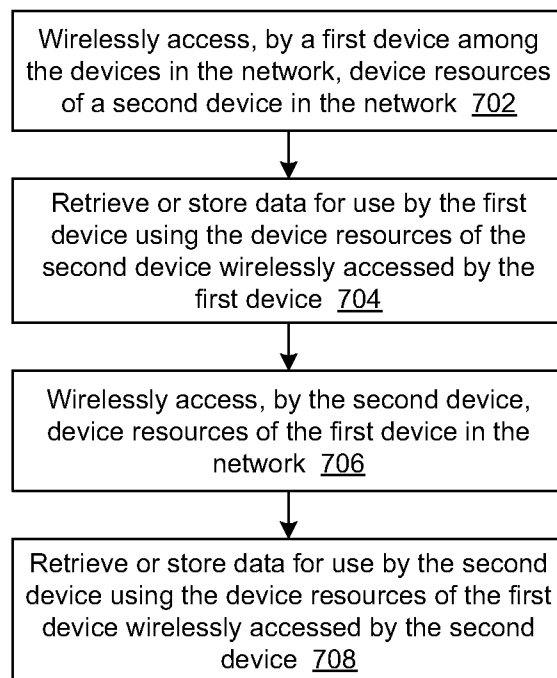 Wirelessly access, by a first device among
the devices in the network, device resources
of a second device in the network 702
Retrieve or store data for use by the first
device using the device resources of the
second device wirelessly accessed by the
first device 704
Wirelessly access, by the second device,
device resources of the first device in the
network 706
Retrieve or store data for use by the second
device using the device resources of the first
device wirelessly accessed by the second
device 708